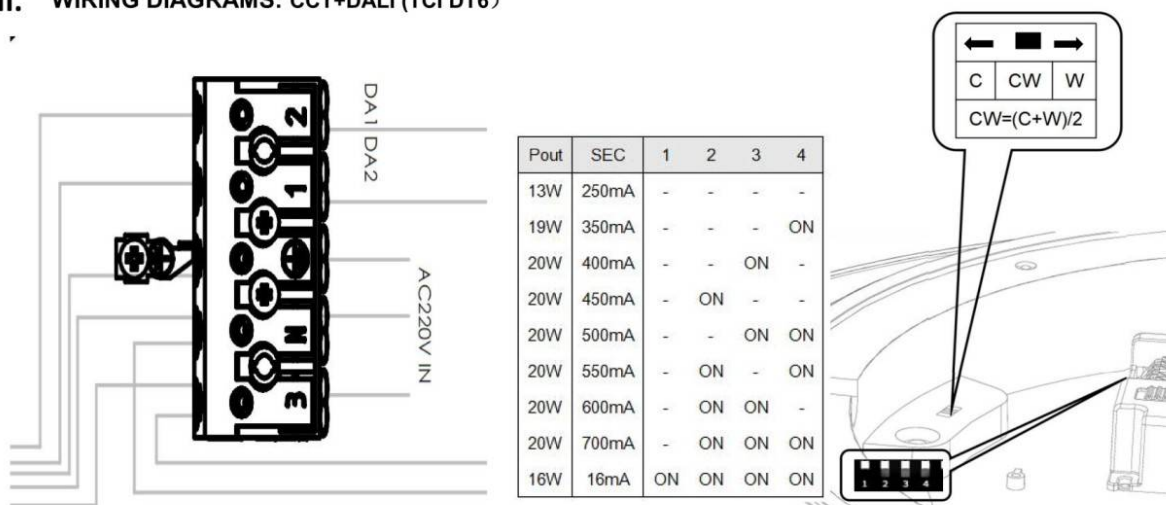 WIRING DIAGRAMS: CCT+DALI (TCI DT6）
2
1
N
3
DA1 DA2
AC220V IN
Pout SEC 1 2 3 4
13W 250mA - - - -
19W 350mA - - - ON
20W 400mA - - ON -
20W 450mA - ON - -
20W 500mA - - ON ON
20W 550mA - ON - ON
20W 600mA - ON ON -
20W 700mA - ON ON ON
16W 16mA ON ON ON ON
C CW W
CW=(C+W)/2
1 2 3 4